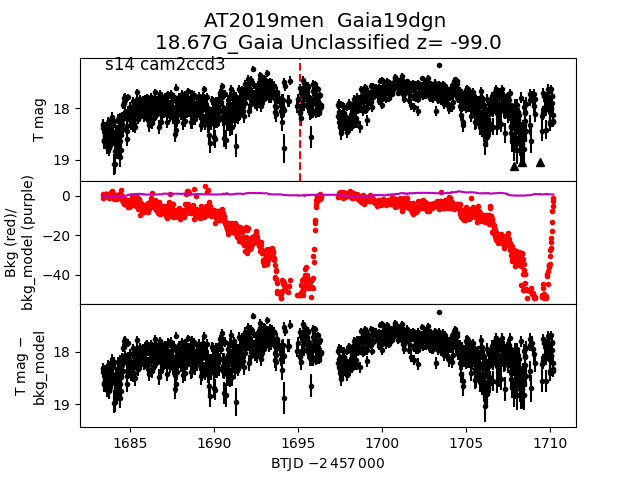 AT2019men  Gaia19dgn
18.67G_Gaia Unclassified z= -99.0
s14 cam2ccd3
T mag
18
19
Bkg (red)/
bkg_model (purple)
0
−20
−40
T mag −
bkg_model
18
19
1685
1690
1695
1700
1705
1710
BTJD −2 457 000